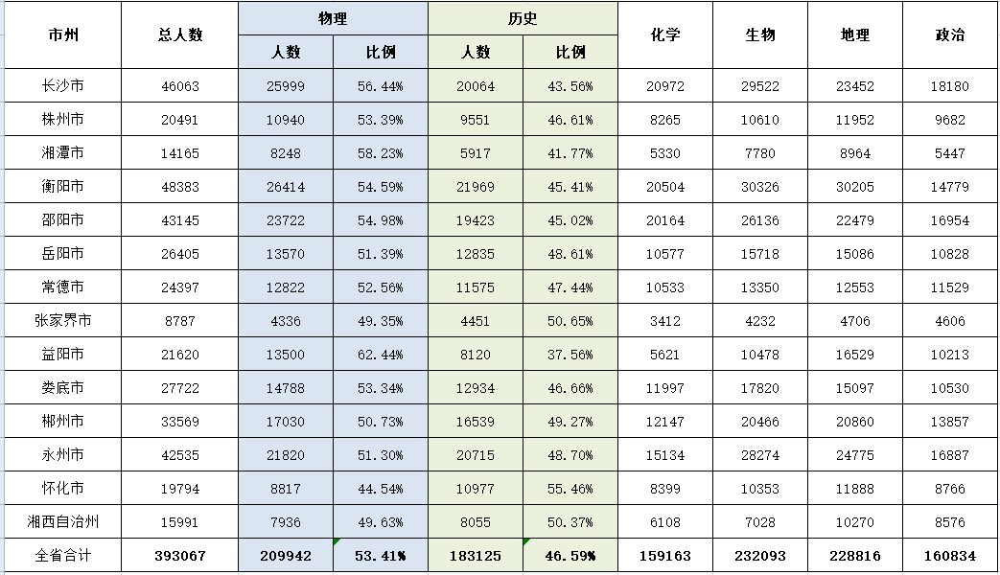 市州 总人数 物理 历史 化学 生物 地理 政治
人数 比例 人数 比例
长沙市 46063 25999 56.44% 20064 43.56% 20972 29522 23452 18180
株州市 20491 10940 53.39% 9551 46.61% 8265 10610 11952 9682
湘潭市 14165 8248 58.23% 5917 41.77% 5330 7780 8964 5447
衡阳市 48383 26414 54.59% 21969 45.41% 20504 30326 30205 14779
邵阳市 43145 23722 54.98% 19423 45.02% 20164 26136 22479 16954
岳阳市 26405 13570 51.39% 12835 48.61% 10577 15718 15086 10828
常德市 24397 12822 52.56% 11575 47.44% 10533 13350 12553 11529
张家界市 8787 4336 49.35% 4451 50.65% 3412 4232 4706 4606
益阳市 21620 13500 62.44% 8120 37.56% 5621 10478 16529 10213
娄底市 27722 14788 53.34% 12934 46.66% 11997 17820 15097 10530
郴州市 33569 17030 50.73% 16539 49.27% 12147 20466 20860 13857
永州市 42535 21820 51.30% 20715 48.70% 15134 28274 24775 16887
怀化市 19794 8817 44.54% 10977 55.46% 8399 10353 11888 8766
湘西自治州 15991 7936 49.63% 8055 50.37% 6108 7028 10270 8576
全省合计 393067 209942 53.41% 183125 46.59% 159163 232093 228816 160834